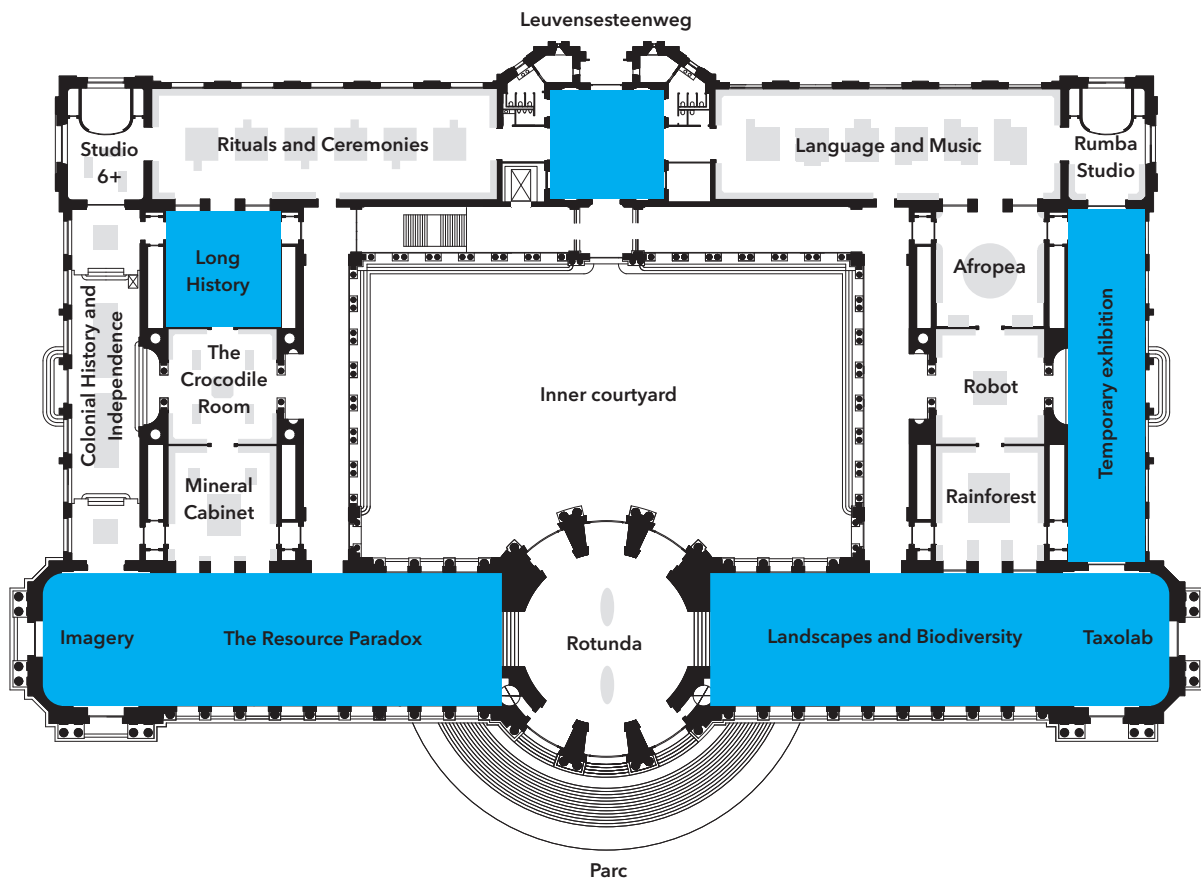 Leuvensesteenweg
Studio
6+
Rituals and Ceremonies
Language and Music
Rumba
Studio
Long
History
Afropea
Colonial History and
Independence
The
Crocodile
Room
Inner courtyard
Robot
Temporary exhibition
Mineral
Cabinet
Rainforest
Imagery
The Resource Paradox
Rotunda
Landscapes and Biodiversity
Taxolab
Parc